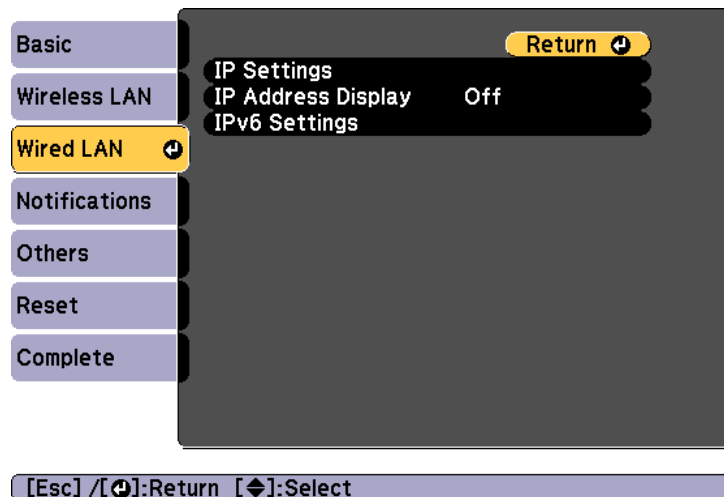 Basic
Wireless LAN
Wired LAN
Notifications
Others
Reset
Complete
Return
IP Settings
IP Address Display Off
IPv6 Settings
[Esc] /[⏎]:Return [◆]:Select